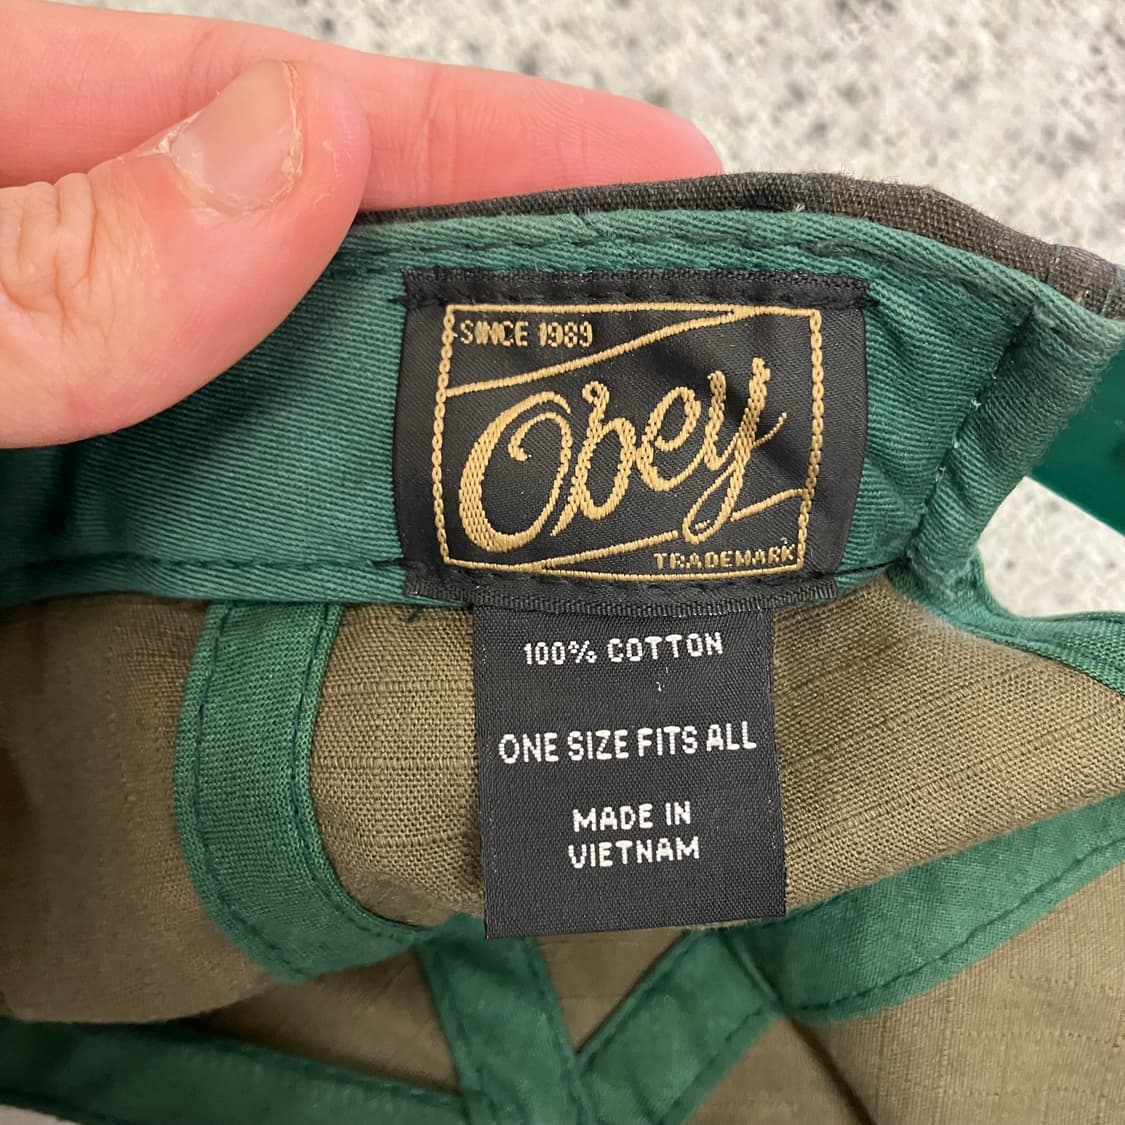 SINCE 1989
Obey
TRADEMARK
100% COTTON
ONE SIZE FITS ALL
MADE IN
VIETNAM